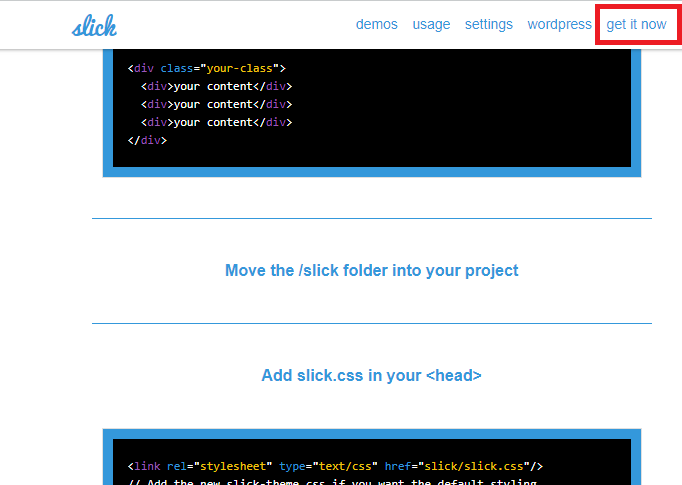 slick
demos usage settings wordpress get it now
<div class="your-class">
  <div>your content</div>
  <div>your content</div>
  <div>your content</div>
</div>
Move the /slick folder into your project
Add slick.css in your <head>
<link rel="stylesheet" type="text/css" href="slick/slick.css"/>
// Add the new slick-theme.css if you want the default styling